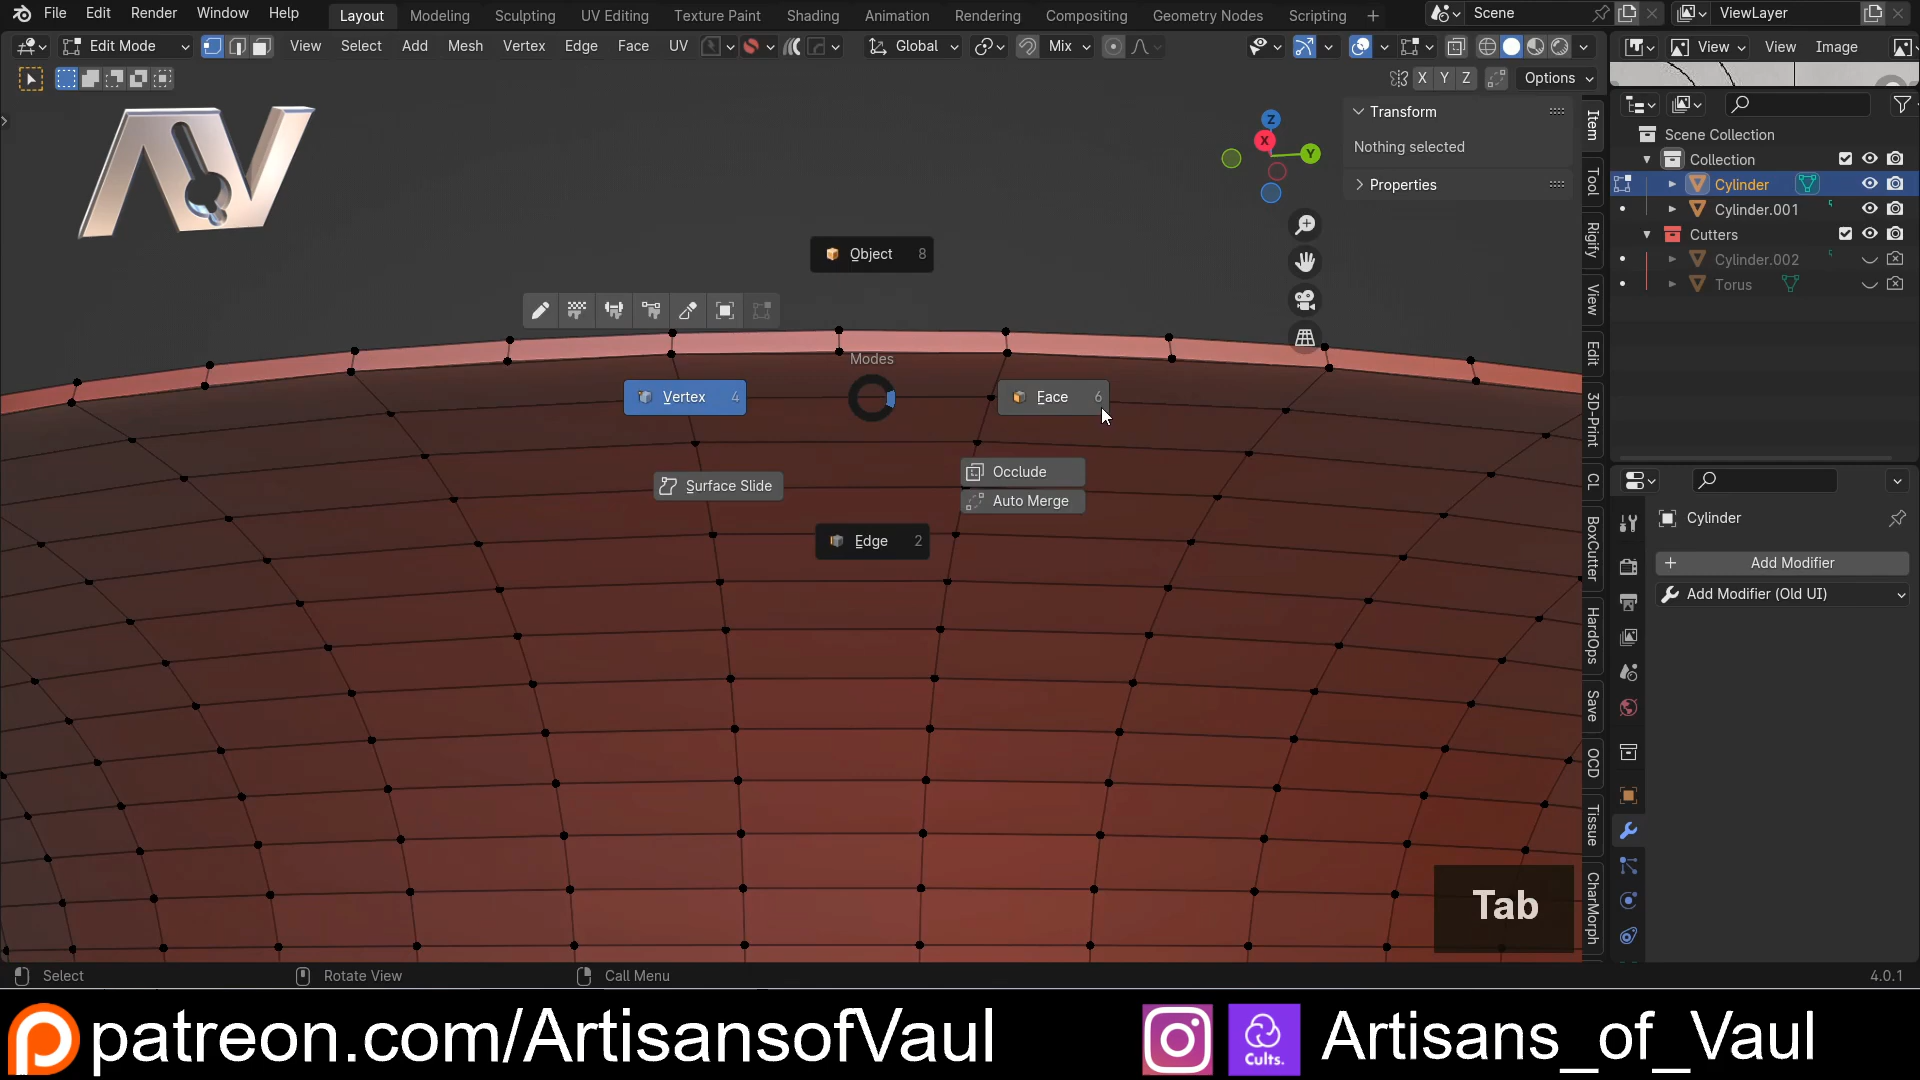 File Edit Render Window Help Layout Modeling Sculpting UV Editing Texture Paint Shading Animation Rendering Compositing Geometry Nodes Scripting + Scene ViewLayer
Edit Mode View Select Add Mesh Vertex Edge Face UV Global Mix View View Image
X Y Z Options
AV
Transform
Nothing selected
Properties
Z
X
Y
Item
Tool
Rigify
View
Edit
3D-Print
CL
BoxCutter
HardOps
Save
OCD
Tissue
CharMorph
Scene Collection
Collection
Cylinder
Cylinder.001
Cutters
Cylinder.002
Torus
Object 8
Modes
Vertex 4
Face 6
Surface Slide
Occlude
Auto Merge
Edge 2
Cylinder
Add Modifier
Add Modifier (Old UI)
Tab
Select Rotate View Call Menu 4.0.1
patreon.com/ArtisansofVaul
Cults.
Artisans_of_Vaul